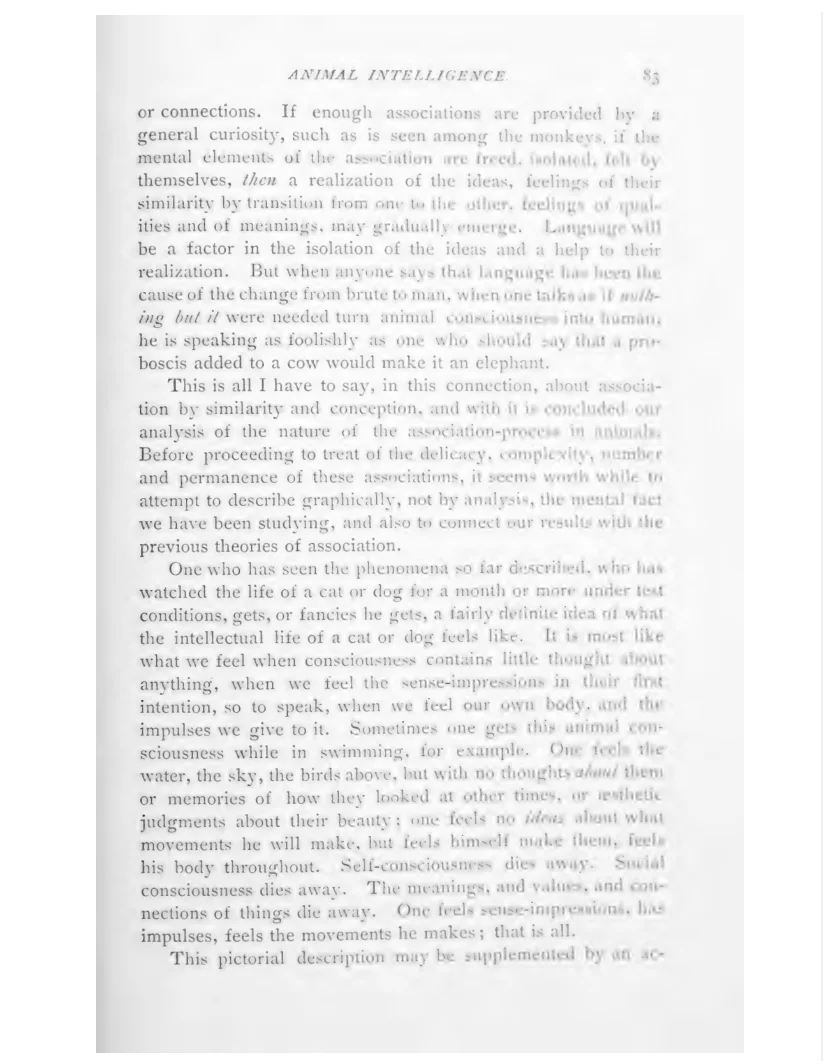 ANIMAL INTELLIGENCE 83
or connections. If enough associations are provided by a
general curiosity, such as is seen among the monkeys, if the
mental elements of the association are freed, isolated, felt by
themselves, then a realization of the ideas, feelings of their
similarity by transition from one to the other, feelings of qual-
ities and of meanings, may gradually emerge. Language will
be a factor in the isolation of the ideas and a help to their
realization. But when anyone says that language has been the
cause of the change from brute to man, when one talks as if noth-
ing but it were needed turn animal consciousness into human,
he is speaking as foolishly as one who should say that a pro-
boscis added to a cow would make it an elephant.
This is all I have to say, in this connection, about associa-
tion by similarity and conception, and with it is concluded our
analysis of the nature of the association-process in animals.
Before proceeding to treat of the delicacy, complexity, number
and permanence of these associations, it seems worth while to
attempt to describe graphically, not by analysis, the mental fact
we have been studying, and also to connect our results with the
previous theories of association.
One who has seen the phenomena so far described, who has
watched the life of a cat or dog for a month or more under test
conditions, gets, or fancies he gets, a fairly definite idea of what
the intellectual life of a cat or dog feels like. It is most like
what we feel when consciousness contains little thought about
anything, when we feel the sense-impressions in their first
intention, so to speak, when we feel our own body, and the
impulses we give to it. Sometimes one gets this animal con-
sciousness while in swimming, for example. One feels the
water, the sky, the birds above, but with no thoughts about them
or memories of how they looked at other times, or æsthetic
judgments about their beauty; one feels no ideas about what
movements he will make, but feels himself make them, feels
his body throughout. Self-consciousness dies away. Social
consciousness dies away. The meanings, and values, and con-
nections of things die away. One feels sense-impressions, has
impulses, feels the movements he makes; that is all.
This pictorial description may be supplemented by an ac-